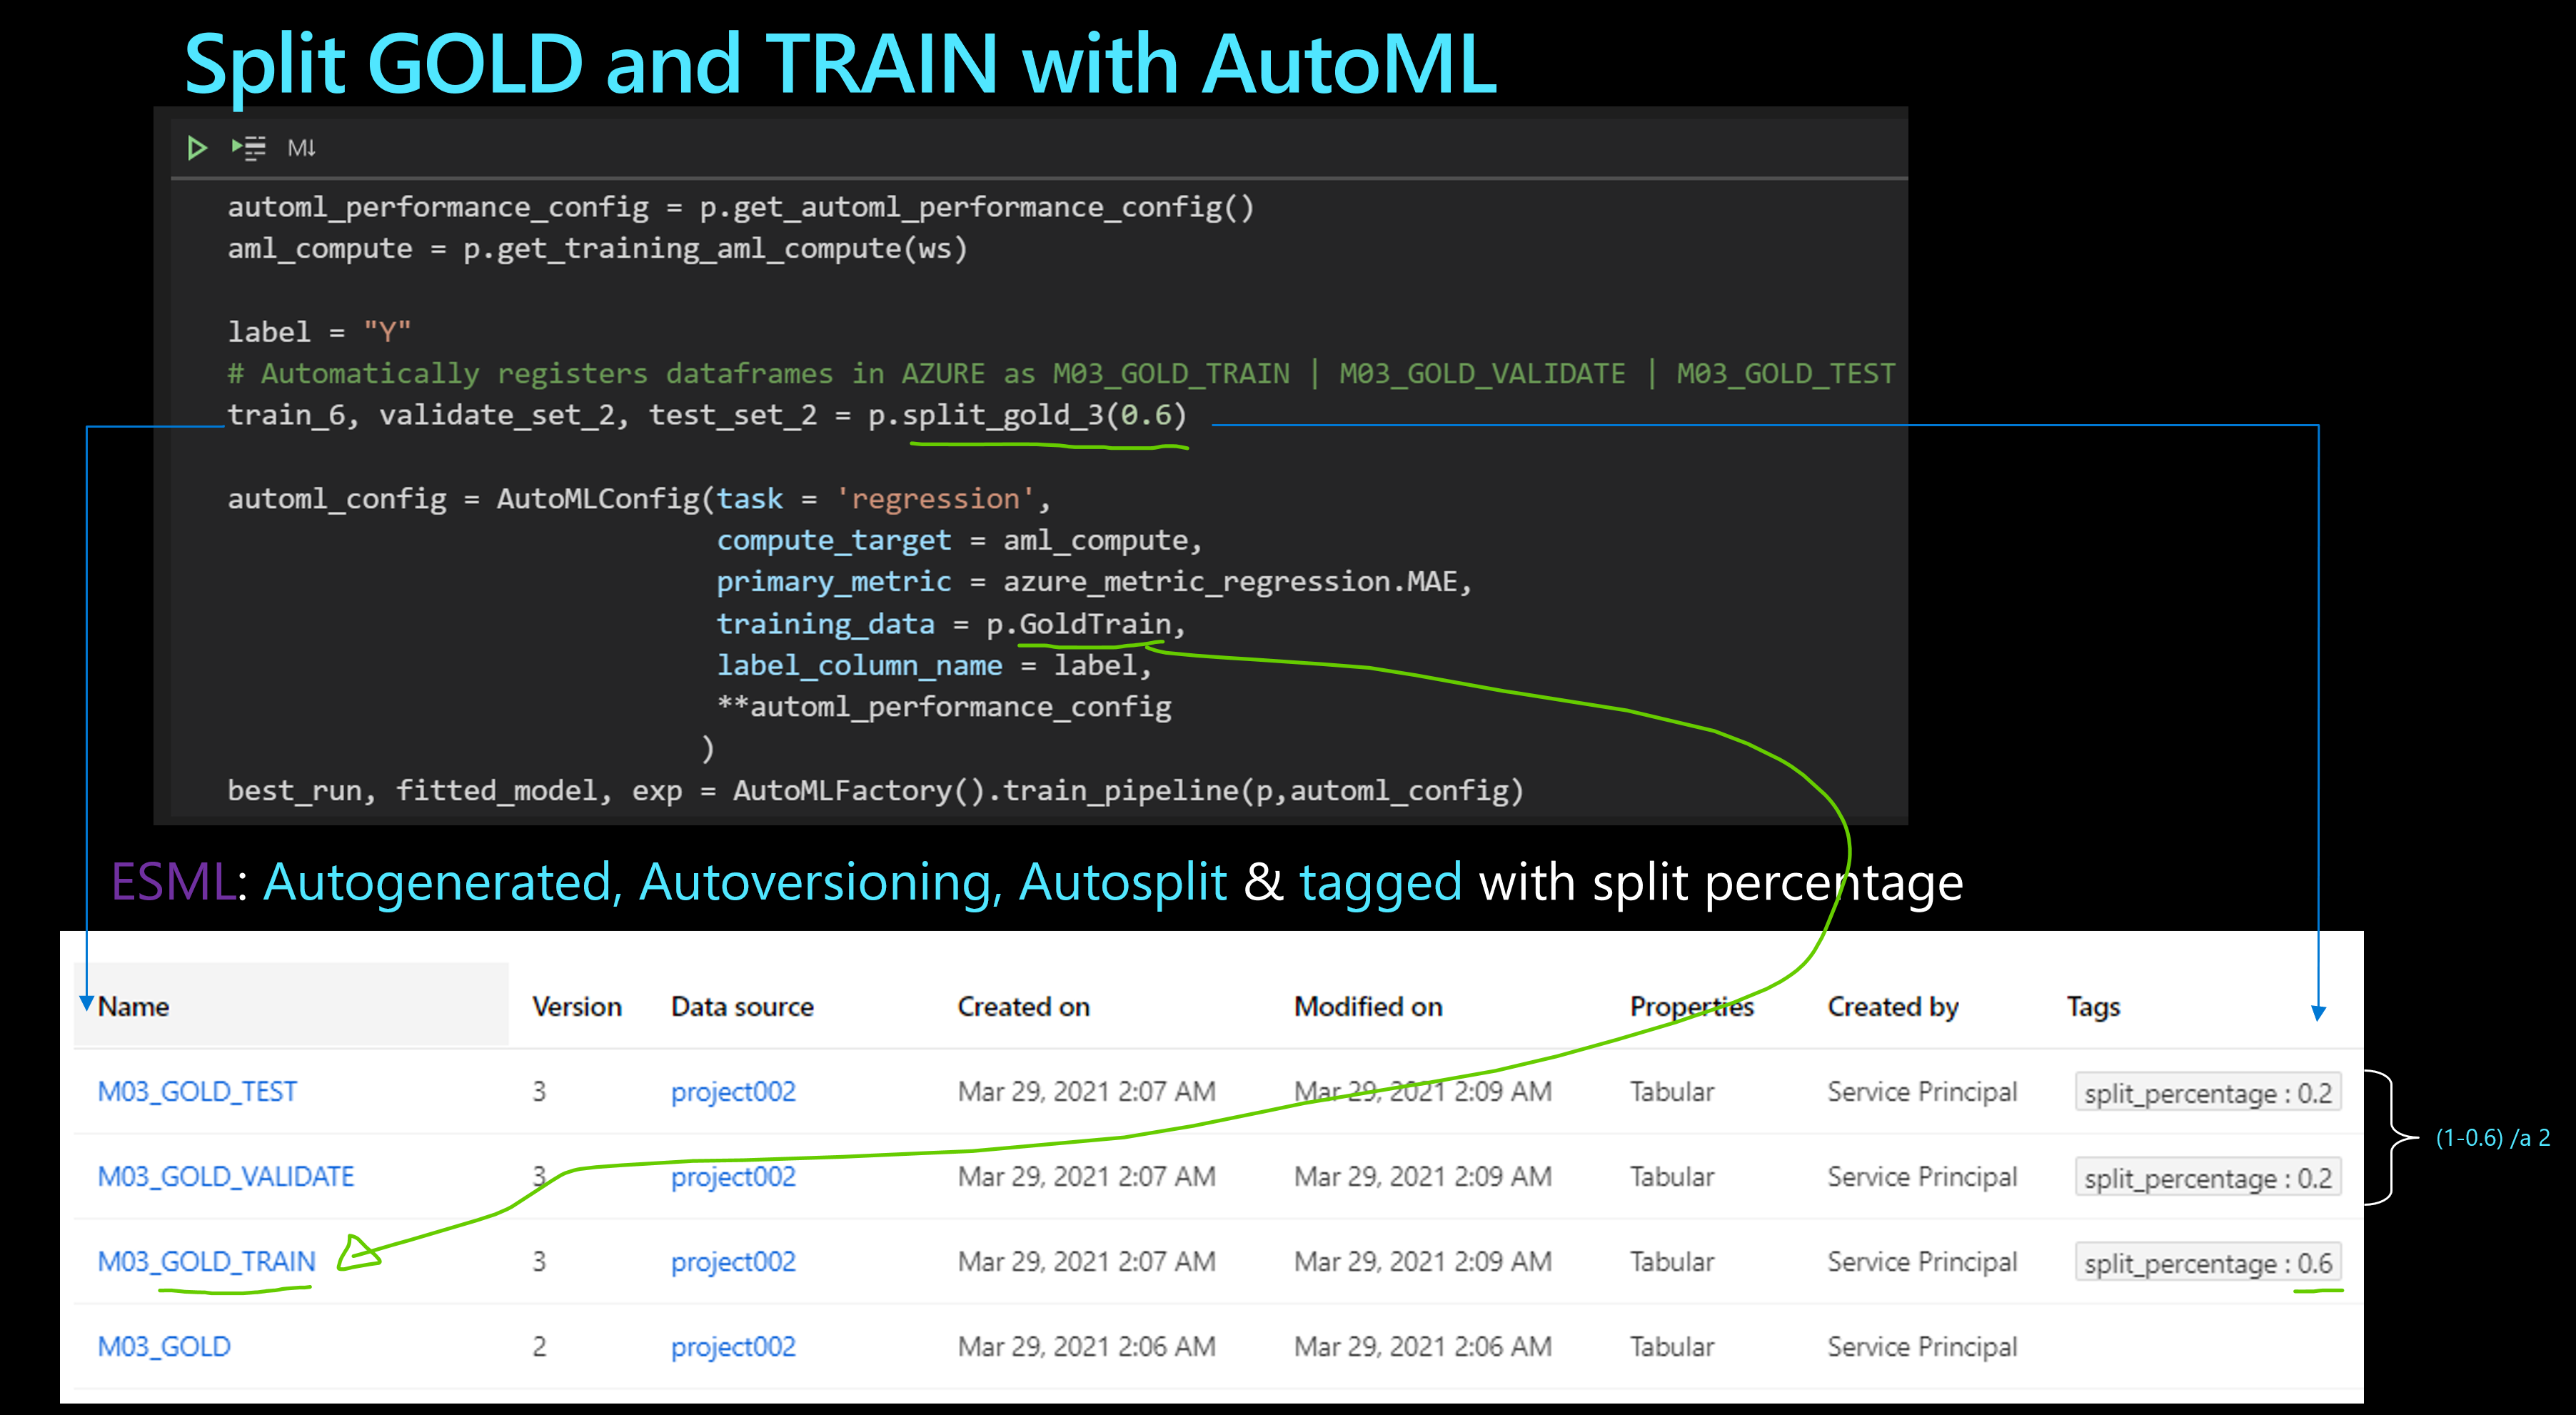 Split GOLD and TRAIN with AutoML
M↓
automl_performance_config = p.get_automl_performance_config()
aml_compute = p.get_training_aml_compute(ws)
label = "Y"
# Automatically registers dataframes in AZURE as M03_GOLD_TRAIN | M03_GOLD_VALIDATE | M03_GOLD_TEST
train_6, validate_set_2, test_set_2 = p.split_gold_3(0.6)
automl_config = AutoMLConfig(task = 'regression',
compute_target = aml_compute,
primary_metric = azure_metric_regression.MAE,
training_data = p.GoldTrain,
label_column_name = label,
**automl_performance_config
)
best_run, fitted_model, exp = AutoMLFactory().train_pipeline(p,automl_config)
ESML: Autogenerated, Autoversioning, Autosplit & tagged with split percentage
Name Version Data source Created on Modified on Properties Created by Tags
M03_GOLD_TEST 3 project002 Mar 29, 2021 2:07 AM Mar 29, 2021 2:09 AM Tabular Service Principal split_percentage : 0.2
(1-0.6) /a 2
M03_GOLD_VALIDATE 3 project002 Mar 29, 2021 2:07 AM Mar 29, 2021 2:09 AM Tabular Service Principal split_percentage : 0.2
M03_GOLD_TRAIN 3 project002 Mar 29, 2021 2:07 AM Mar 29, 2021 2:09 AM Tabular Service Principal split_percentage : 0.6
M03_GOLD 2 project002 Mar 29, 2021 2:06 AM Mar 29, 2021 2:06 AM Tabular Service Principal